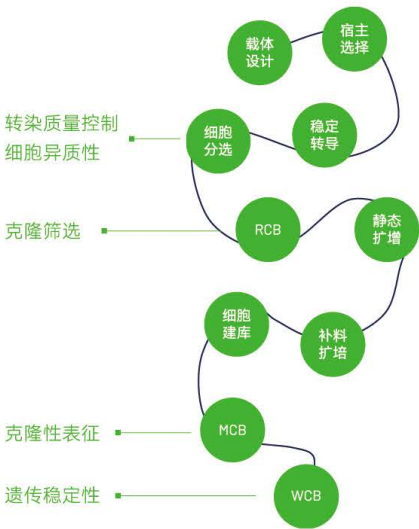 载体
设计
宿主
选择
转染质量控制
细胞异质性
细胞
分选
稳定
转导
克隆筛选
RCB
静态
扩增
细胞
建库
补料
扩培
克隆性表征
MCB
遗传稳定性
WCB